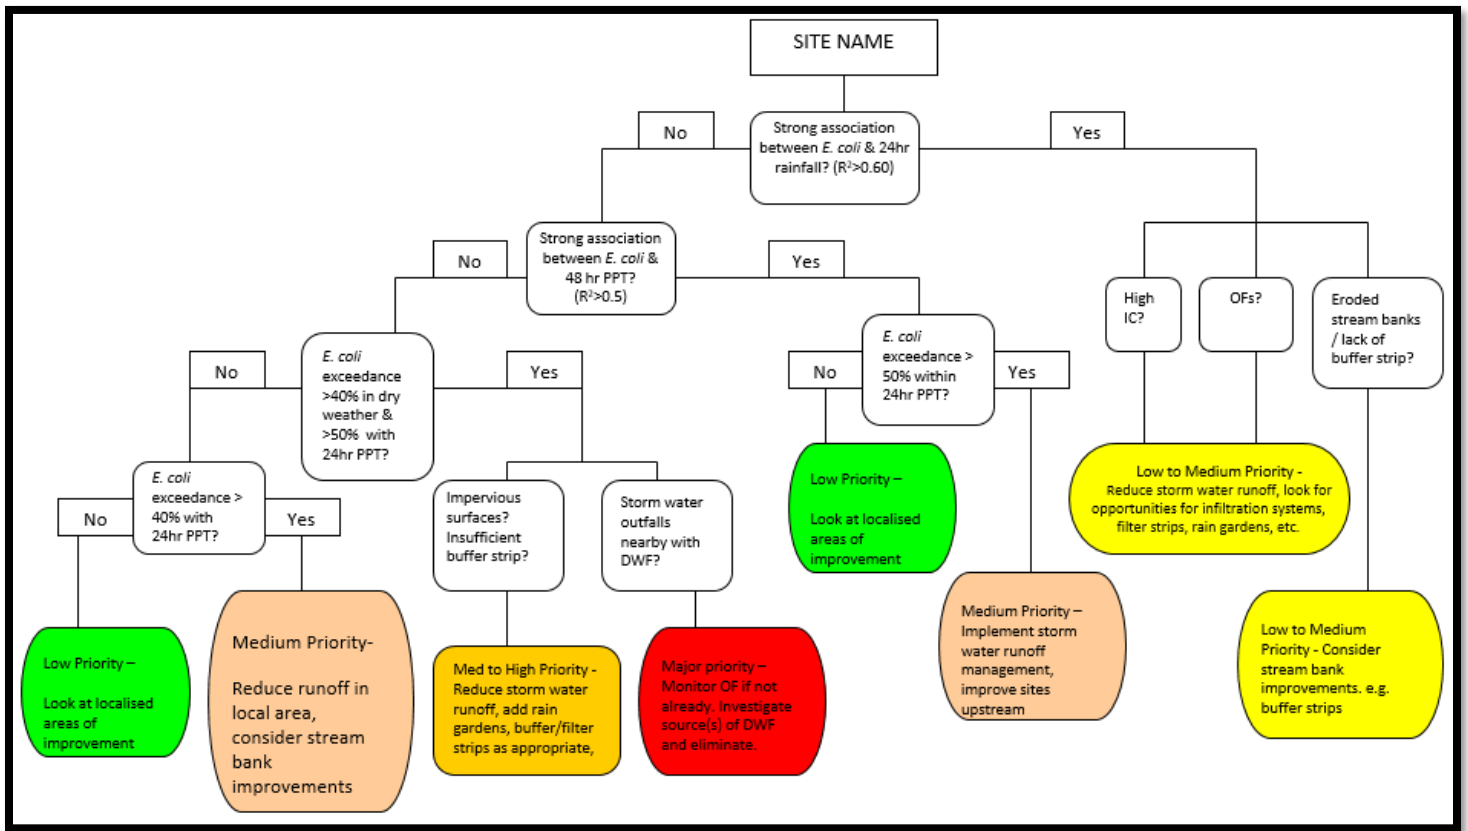 SITE NAME
No
Strong association
between E. coli & 24hr
rainfall? (R²>0.60)
Yes
No
Strong association
between E. coli &
48 hr PPT?
(R²>0.5)
Yes
High
IC?
OFs?
Eroded
stream banks
/ lack of
buffer strip?
No
E. coli
exceedance
>40% in dry
weather &
>50% with
24hr PPT?
Yes
No
E. coli
exceedance >
50% within
24hr PPT?
Yes
No
E. coli
exceedance >
40% with
24hr PPT?
Yes
Impervious
surfaces?
Insufficient
buffer strip?
Storm water
outfalls
nearby with
DWF?
Low Priority –
Look at localised
areas of
improvement
Low to Medium Priority -
Reduce storm water runoff, look for
opportunities for infiltration systems,
filter strips, rain gardens, etc.
Low Priority –
Look at localised
areas of
improvement
Medium Priority-
Reduce runoff in
local area,
consider stream
bank
improvements
Med to High Priority -
Reduce storm water
runoff, add rain
gardens, buffer/filter
strips as appropriate,
Major priority –
Monitor OF if not
already. Investigate
source(s) of DWF
and eliminate.
Medium Priority –
Implement storm
water runoff
management,
improve sites
upstream
Low to Medium
Priority - Consider
stream bank
improvements. e.g.
buffer strips